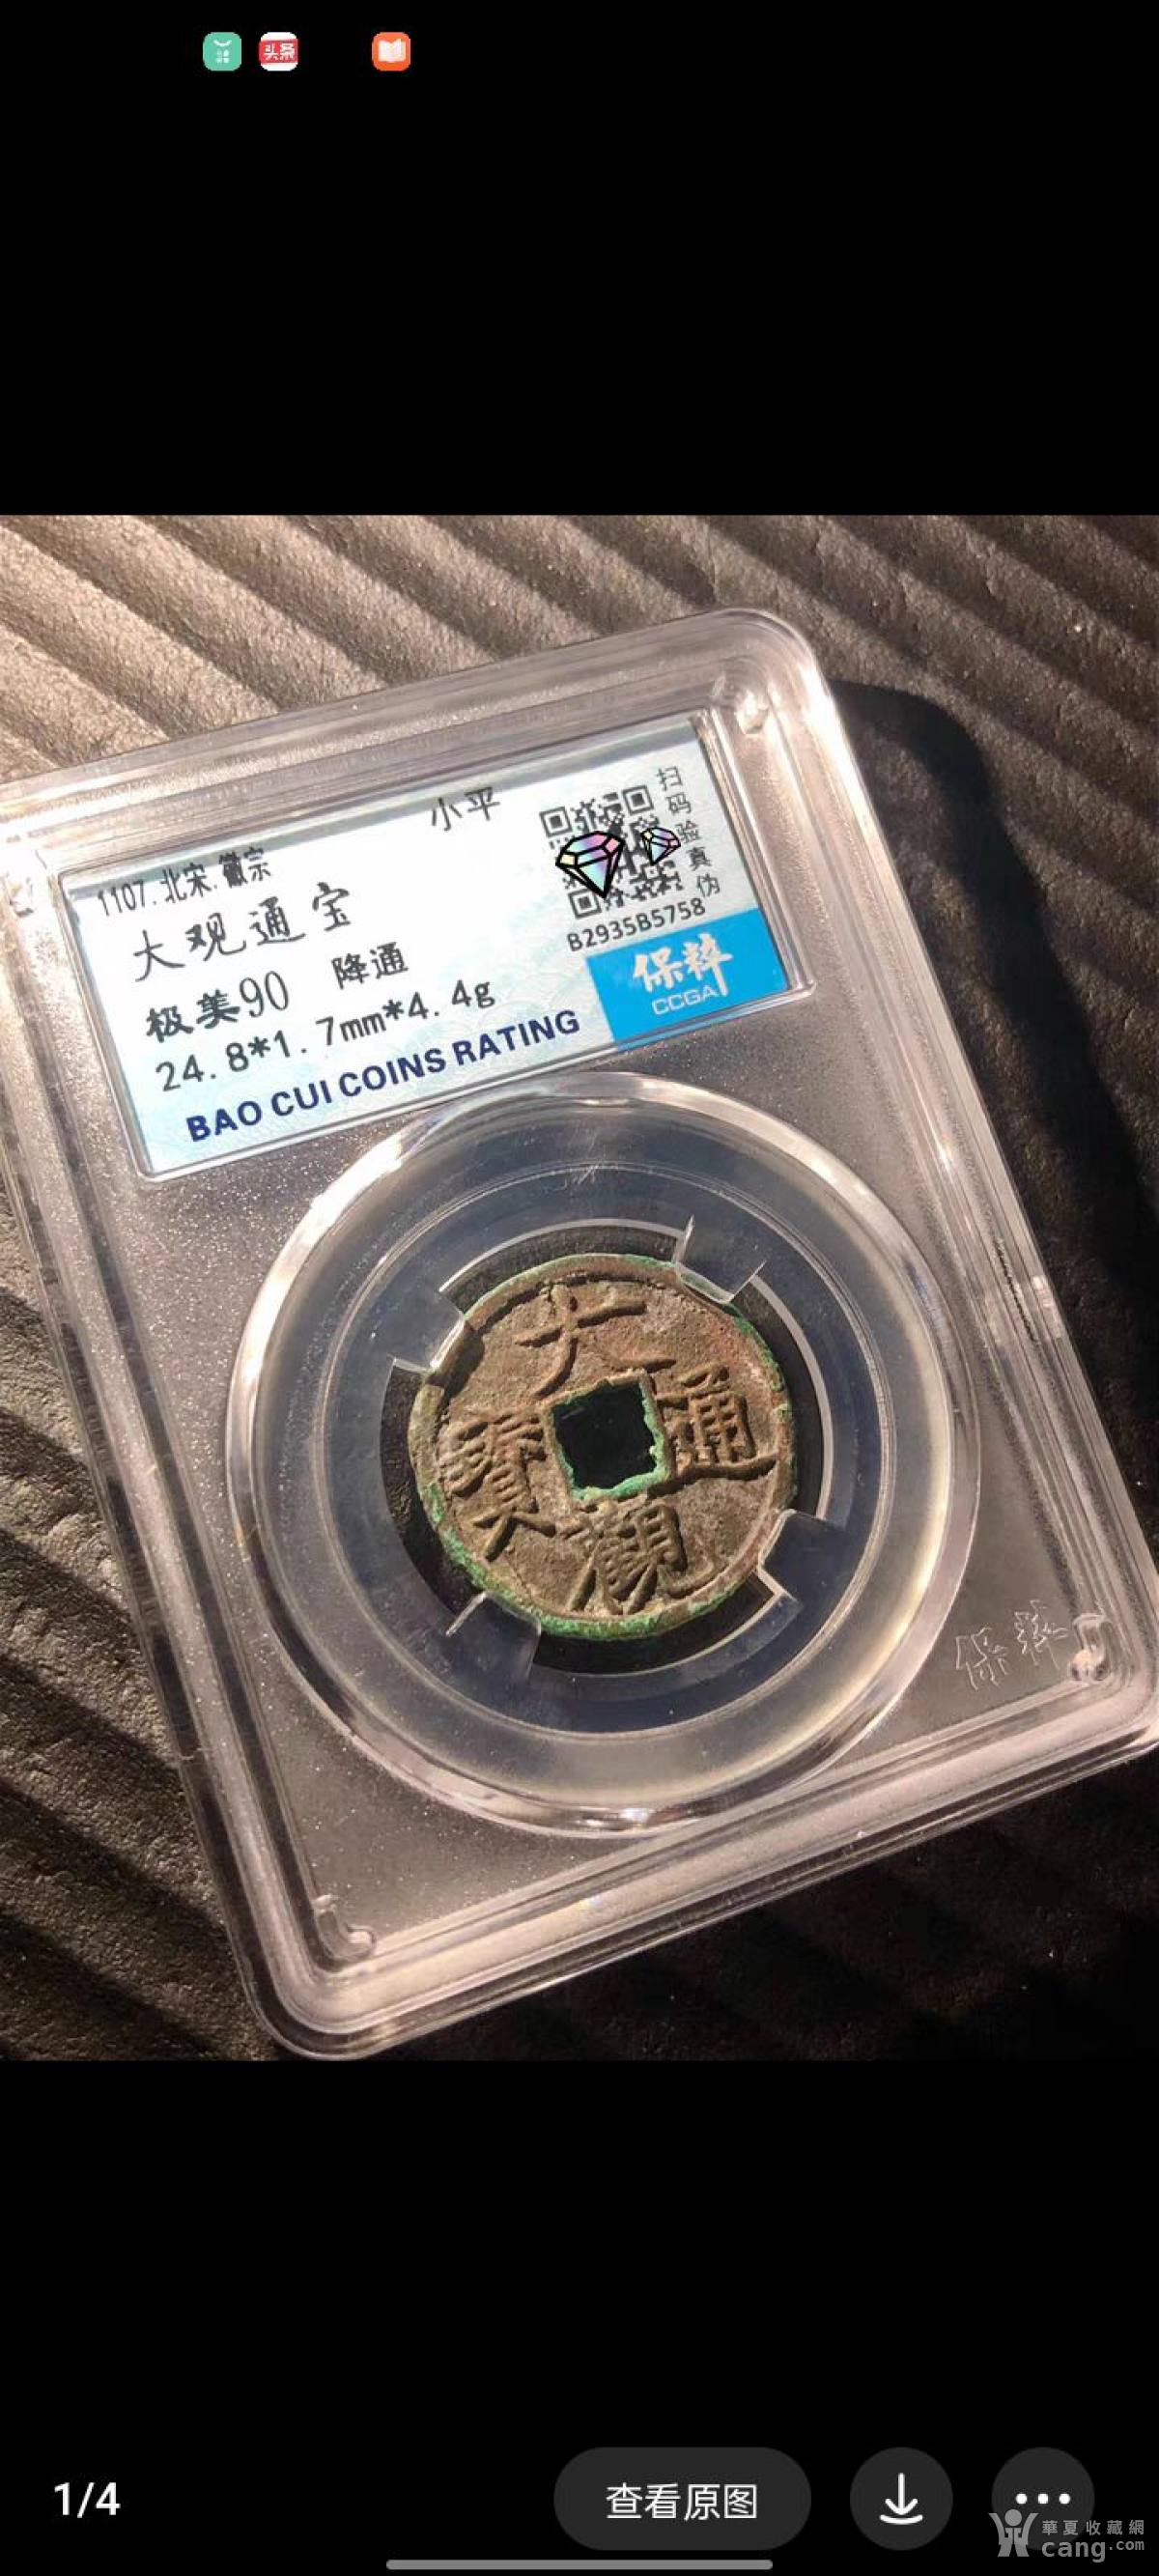 头条
小平
1107.北宋.徽宗
大观通宝
极美90 降通
24.8*1.7mm*4.4g
BAO CUI COINS RATING
扫码验真伪
B2935B5758
保粹
CCGA
大
通
寳
觀
保粹
1/4
查看原图
華夏收藏網
cang.com